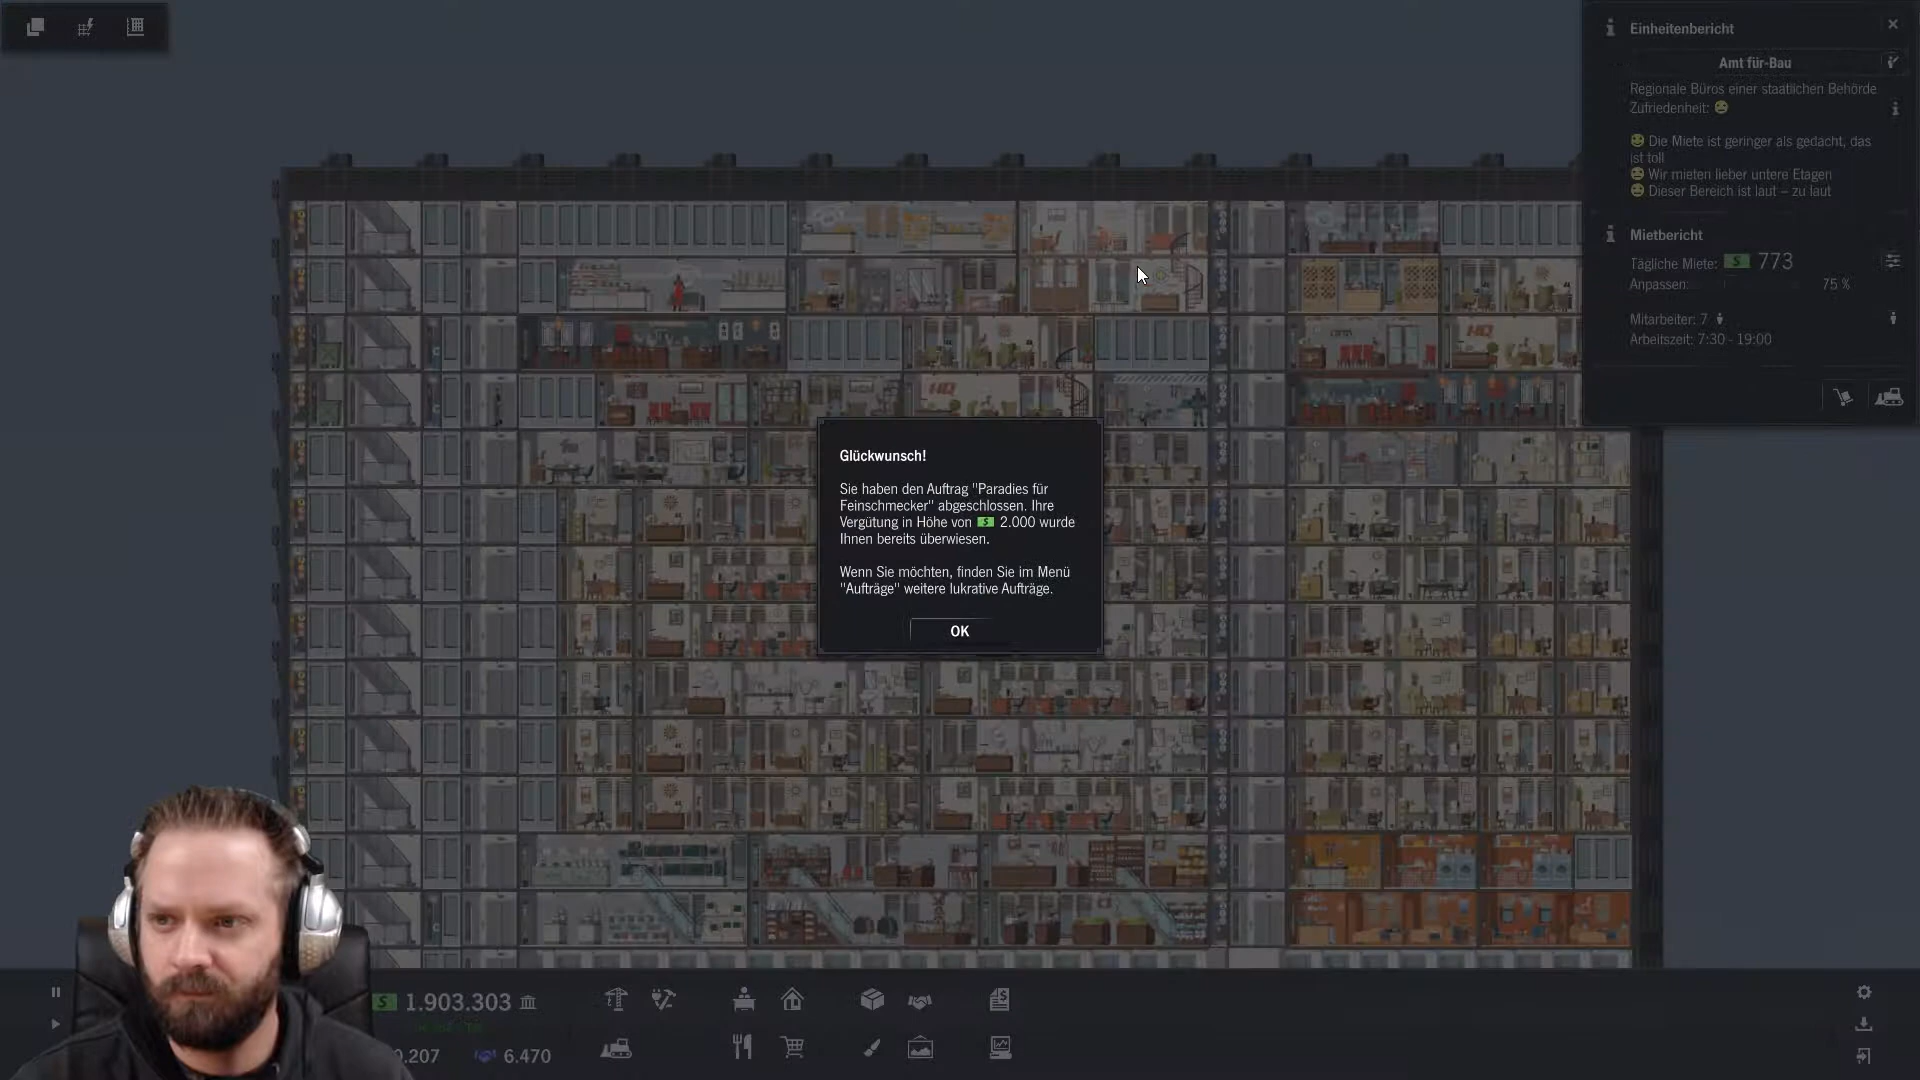 Einheitenbericht
Amt für-Bau
Regionale Büros einer staatlichen Behörde
Zufriedenheit:
Die Miete ist geringer als gedacht, das
ist toll
Wir mieten lieber untere Etagen
Dieser Bereich ist laut – zu laut
Mietbericht
Tägliche Miete: 773
Anpassen: 75 %
Mitarbeiter: 7
Arbeitszeit: 7:30 - 19:00
HQ
HQ
Glückwunsch!
Sie haben den Auftrag "Paradies für
Feinschmecker" abgeschlossen. Ihre
Vergütung in Höhe von 2.000 wurde
Ihnen bereits überwiesen.
Wenn Sie möchten, finden Sie im Menü
"Aufträge" weitere lukrative Aufträge.
OK
1.903.303
.207 6.470